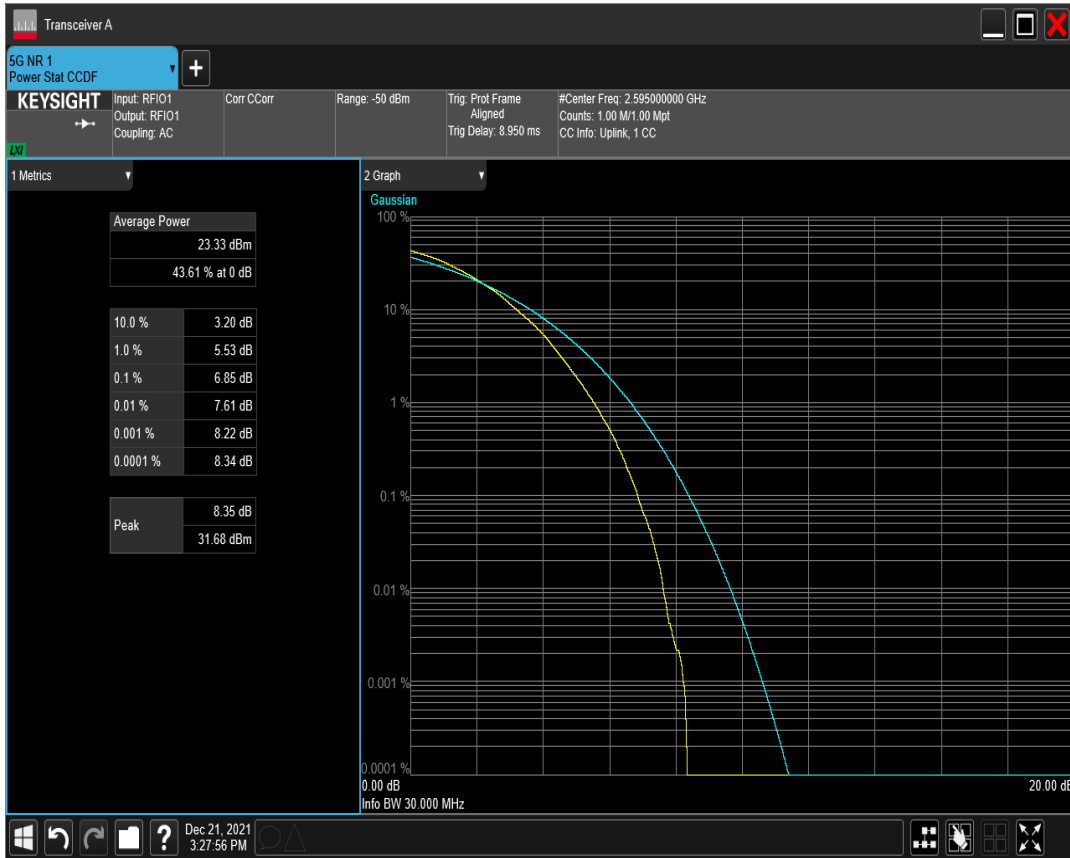 Transceiver A
5G NR 1
Power Stat CCDF
KEYSIGHT
LXI
Input: RFIO1
Output: RFIO1
Coupling: AC
Corr CCorr
Range: -50 dBm
Trig: Prot Frame
Aligned
Trig Delay: 8.950 ms
#Center Freq: 2.595000000 GHz
Counts: 1.00 M/1.00 Mpt
CC Info: Uplink, 1 CC
1 Metrics
Average Power
23.33 dBm
43.61 % at 0 dB
10.0 % 3.20 dB
1.0 % 5.53 dB
0.1 % 6.85 dB
0.01 % 7.61 dB
0.001 % 8.22 dB
0.0001 % 8.34 dB
Peak
8.35 dB
31.68 dBm
2 Graph
Gaussian
100 %
10 %
1 %
0.1 %
0.01 %
0.001 %
0.0001 %
0.00 dB 20.00 dB
Info BW 30.000 MHz
?
Dec 21, 2021
3:27:56 PM